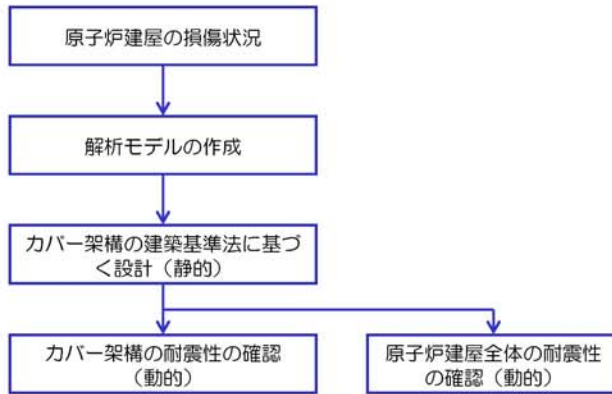 原子炉建屋の損傷状況
解析モデルの作成
カバー架構の建築基準法に基づ
く設計（静的）
カバー架構の耐震性の確認
（動的）
原子炉建屋全体の耐震性
の確認（動的）